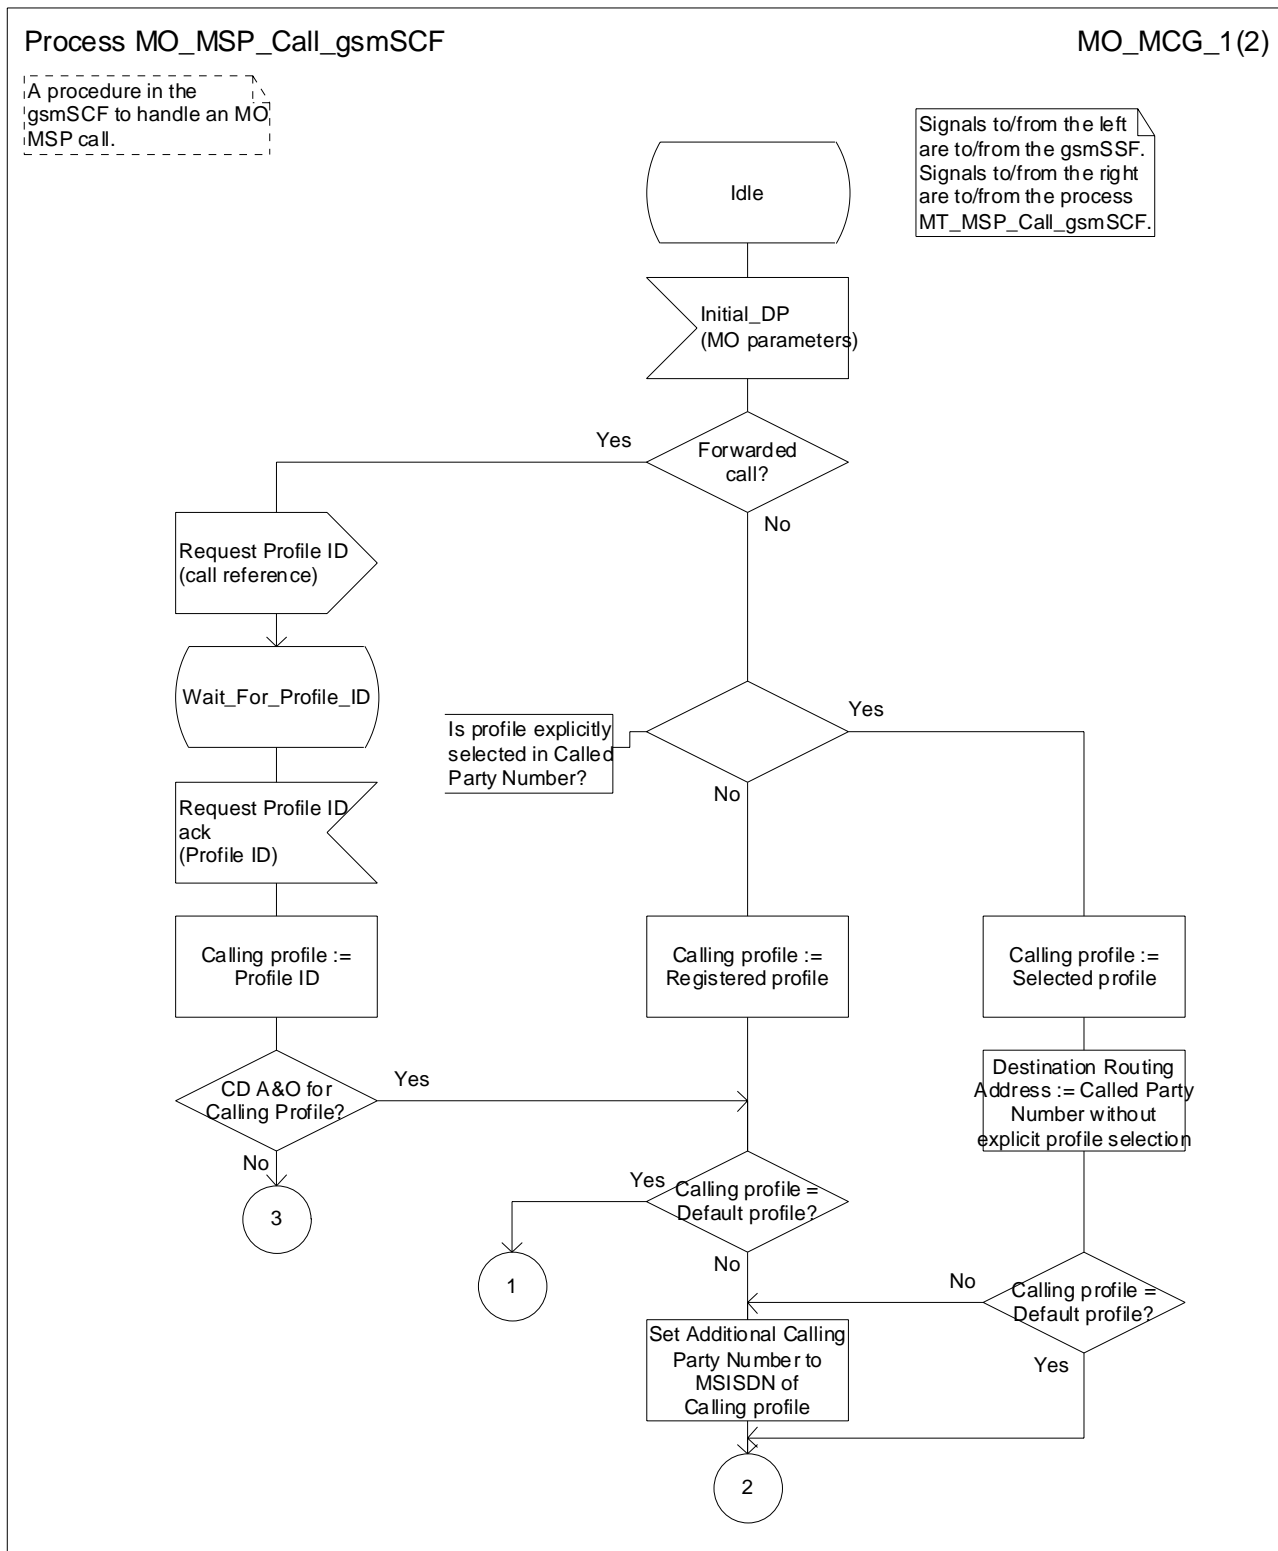 Process MO_MSP_Call_gsmSCF
MO_MCG_1(2)
A procedure in the
gsmSCF to handle an MO
MSP call.
Signals to/from the left
are to/from the gsmSSF.
Signals to/from the right
are to/from the process
MT_MSP_Call_gsmSCF.
Idle
Initial_DP
(MO parameters)
Forwarded
call?
Yes
No
Request Profile ID
(call reference)
Wait_For_Profile_ID
Is profile explicitly
selected in Called
Party Number?
Yes
No
Request Profile ID
ack
(Profile ID)
Calling profile :=
Profile ID
Calling profile :=
Registered profile
Calling profile :=
Selected profile
CD A&O for
Calling Profile?
Yes
No
Destination Routing
Address := Called Party
Number without
explicit profile selection
3
Yes
Calling profile =
Default profile?
No
1
No
Calling profile =
Default profile?
Yes
Set Additional Calling
Party Number to
MSISDN of
Calling profile
2